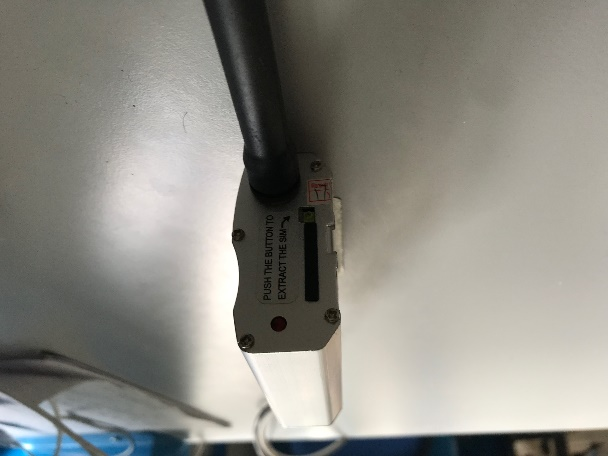 PUSH THE BUTTON TO
EXTRACT THE SIM